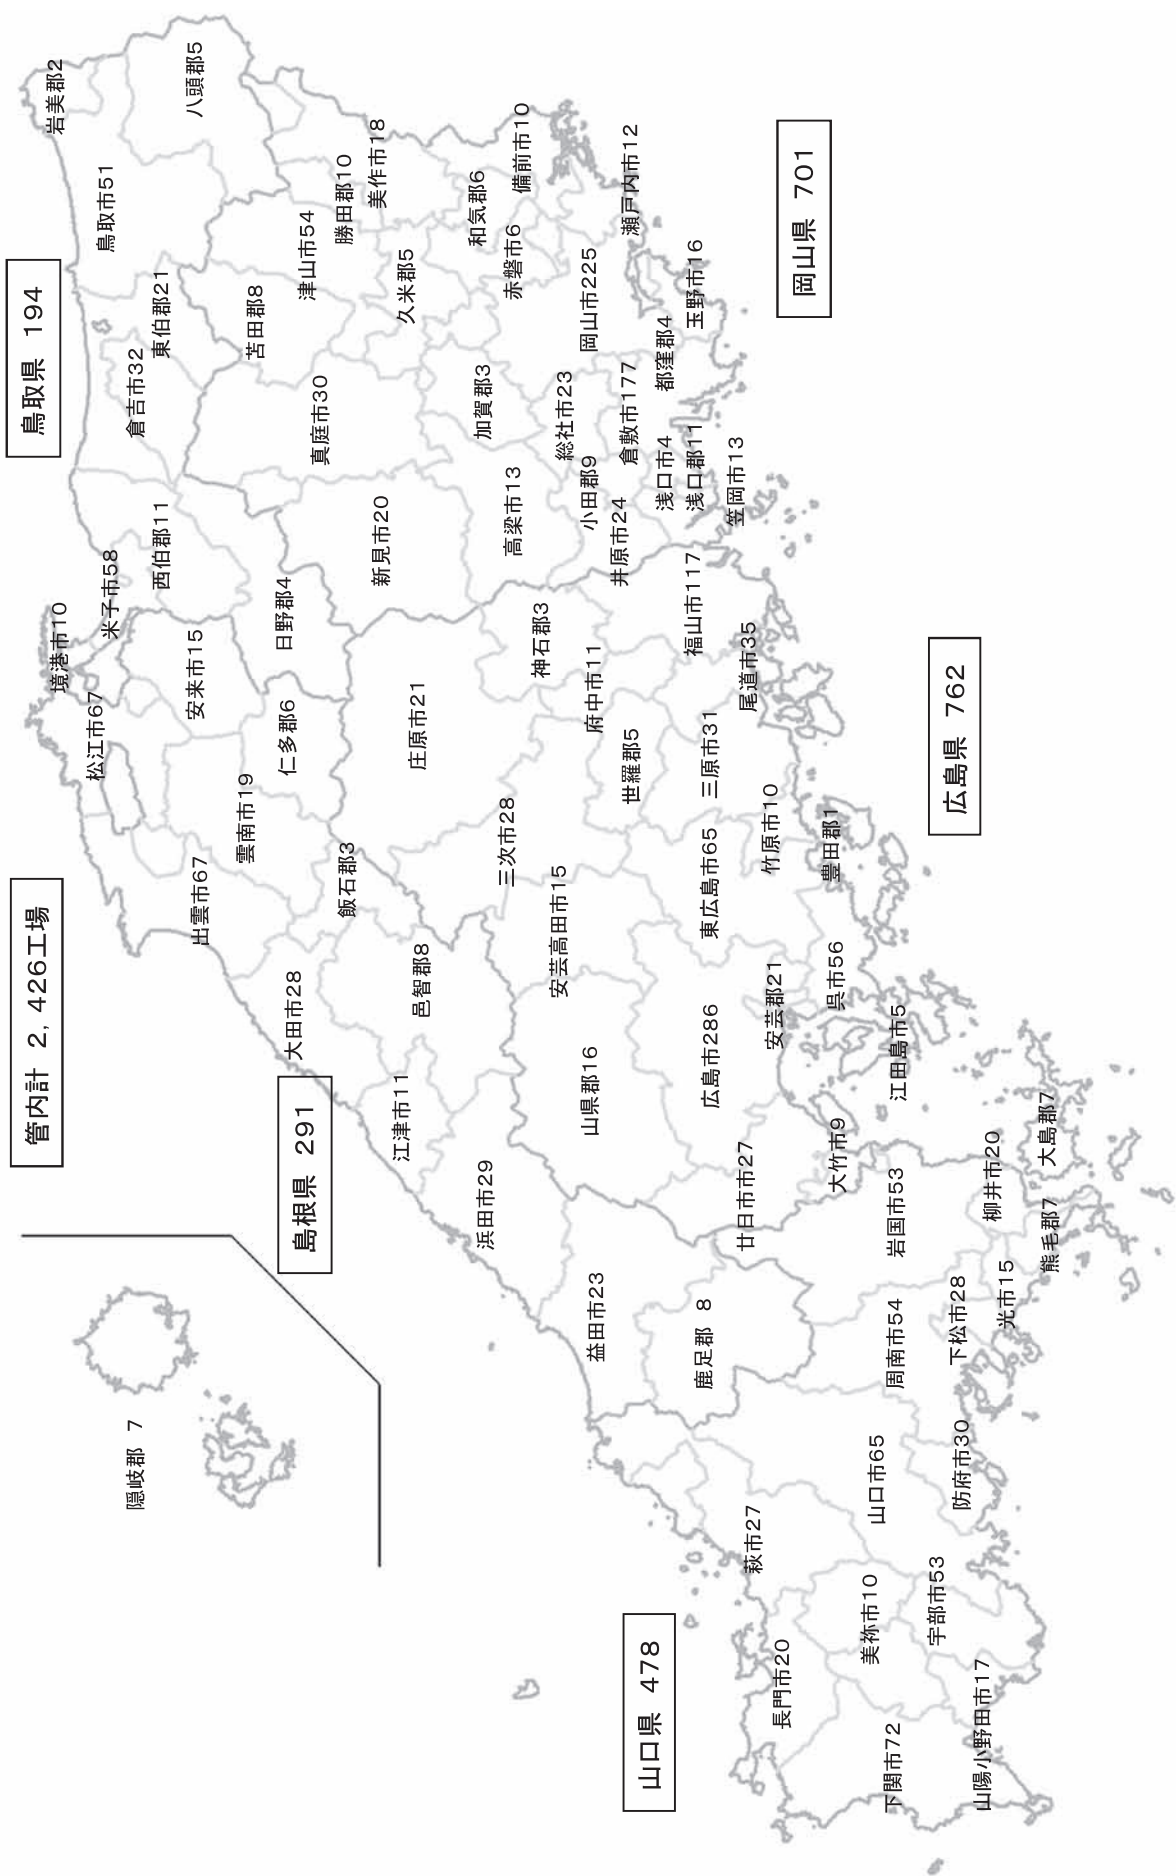 管内計 2,426工場
鳥取県 194
島根県 291
岡山県 701
広島県 762
山口県 478
隠岐郡 7
岩美郡2
八頭郡5
鳥取市51
東伯郡21
倉吉市32
西伯郡11
米子市58
境港市10
日野郡4
松江市67
安来市15
仁多郡6
雲南市19
出雲市67
飯石郡3
大田市28
邑智郡8
江津市11
浜田市29
益田市23
鹿足郡 8
美作市18
勝田郡10
津山市54
苫田郡8
久米郡5
真庭市30
新見市20
備前市10
和気郡6
赤磐市6
瀬戸内市12
岡山市225
玉野市16
都窪郡4
加賀郡3
総社市23
倉敷市177
高梁市13
小田郡9
浅口市4
浅口郡11
井原市24
笠岡市13
神石郡3
福山市117
府中市11
尾道市35
庄原市21
世羅郡5
三原市31
三次市28
竹原市10
豊田郡1
東広島市65
安芸高田市15
呉市56
安芸郡21
江田島市5
広島市286
山県郡16
廿日市市27
大竹市9
岩国市53
大島郡7
柳井市20
熊毛郡7
光市15
下松市28
周南市54
防府市30
山口市65
萩市27
宇部市53
美祢市10
長門市20
山陽小野田市17
下関市72